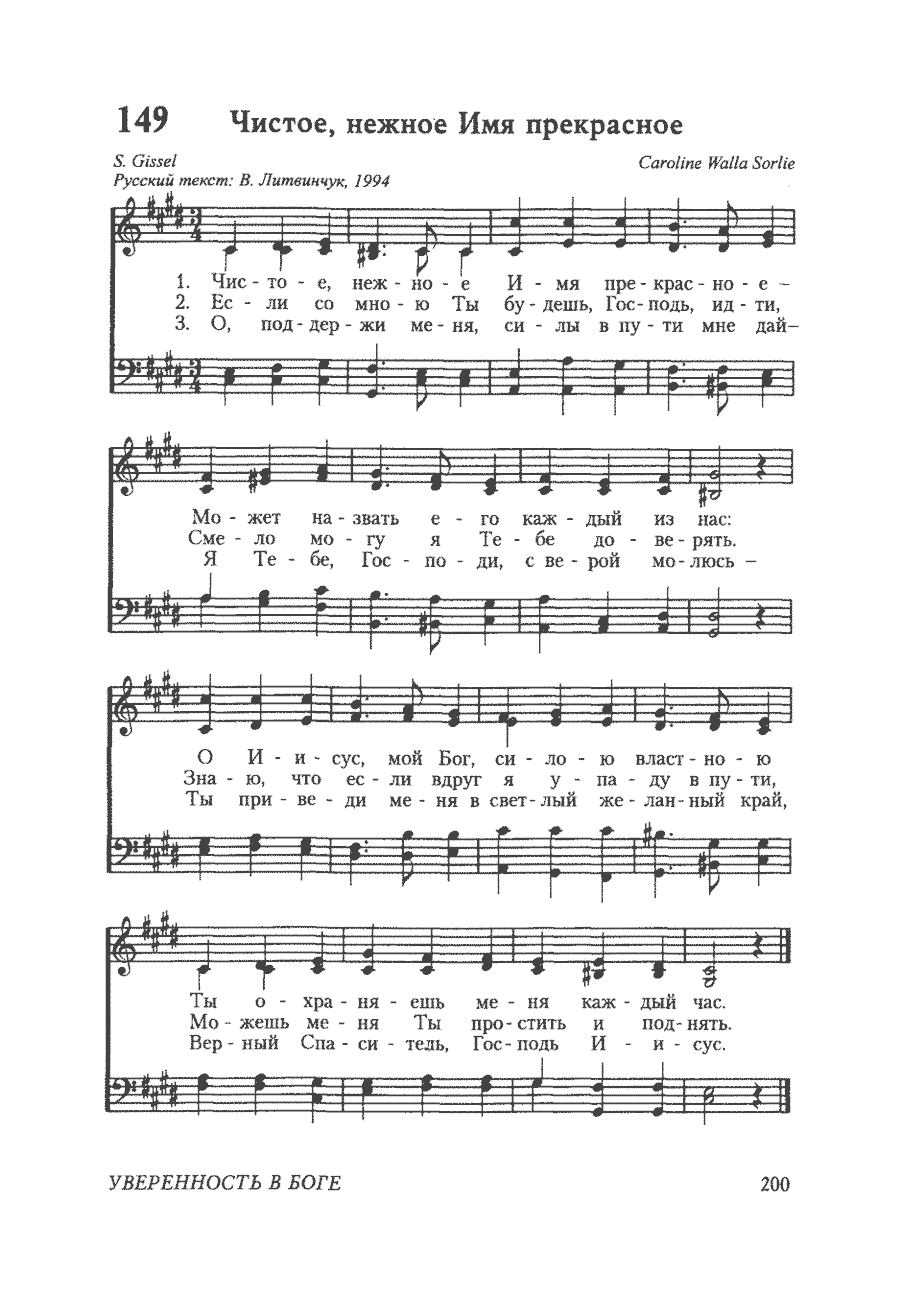 149 Чистое, нежное Имя прекрасное
S. Gissel Caroline Walla Sorlie
Русский текст: В. Литвинчук, 1994
3
4
1. Чис - то - е, неж - но - е И - мя пре - крас - но - е –
2. Ес - ли со мно - ю Ты бу - дешь, Гос - подь, ид - ти,
3. О, под - дер - жи ме - ня, си - лы в пу - ти мне дай–
3
4
Мо - жет на - звать е - го каж - дый из нас:
Сме - ло мо - гу я Те - бе до - ве - рять.
Я Те - бе, Гос - по - ди, с ве - рой мо - люсь –
О И - и - сус, мой Бог, си - ло - ю власт - но - ю
Зна - ю, что ес - ли вдруг я у - па - ду в пу - ти,
Ты при - ве - ди ме - ня в свет - лый же - лан - ный край,
Ты о - хра - ня - ешь ме - ня каж - дый час.
Мо - жешь ме - ня Ты про - стить и под - нять.
Вер - ный Спа - си - тель, Гос - подь И - и - сус.
УВЕРЕННОСТЬ В БОГЕ 200